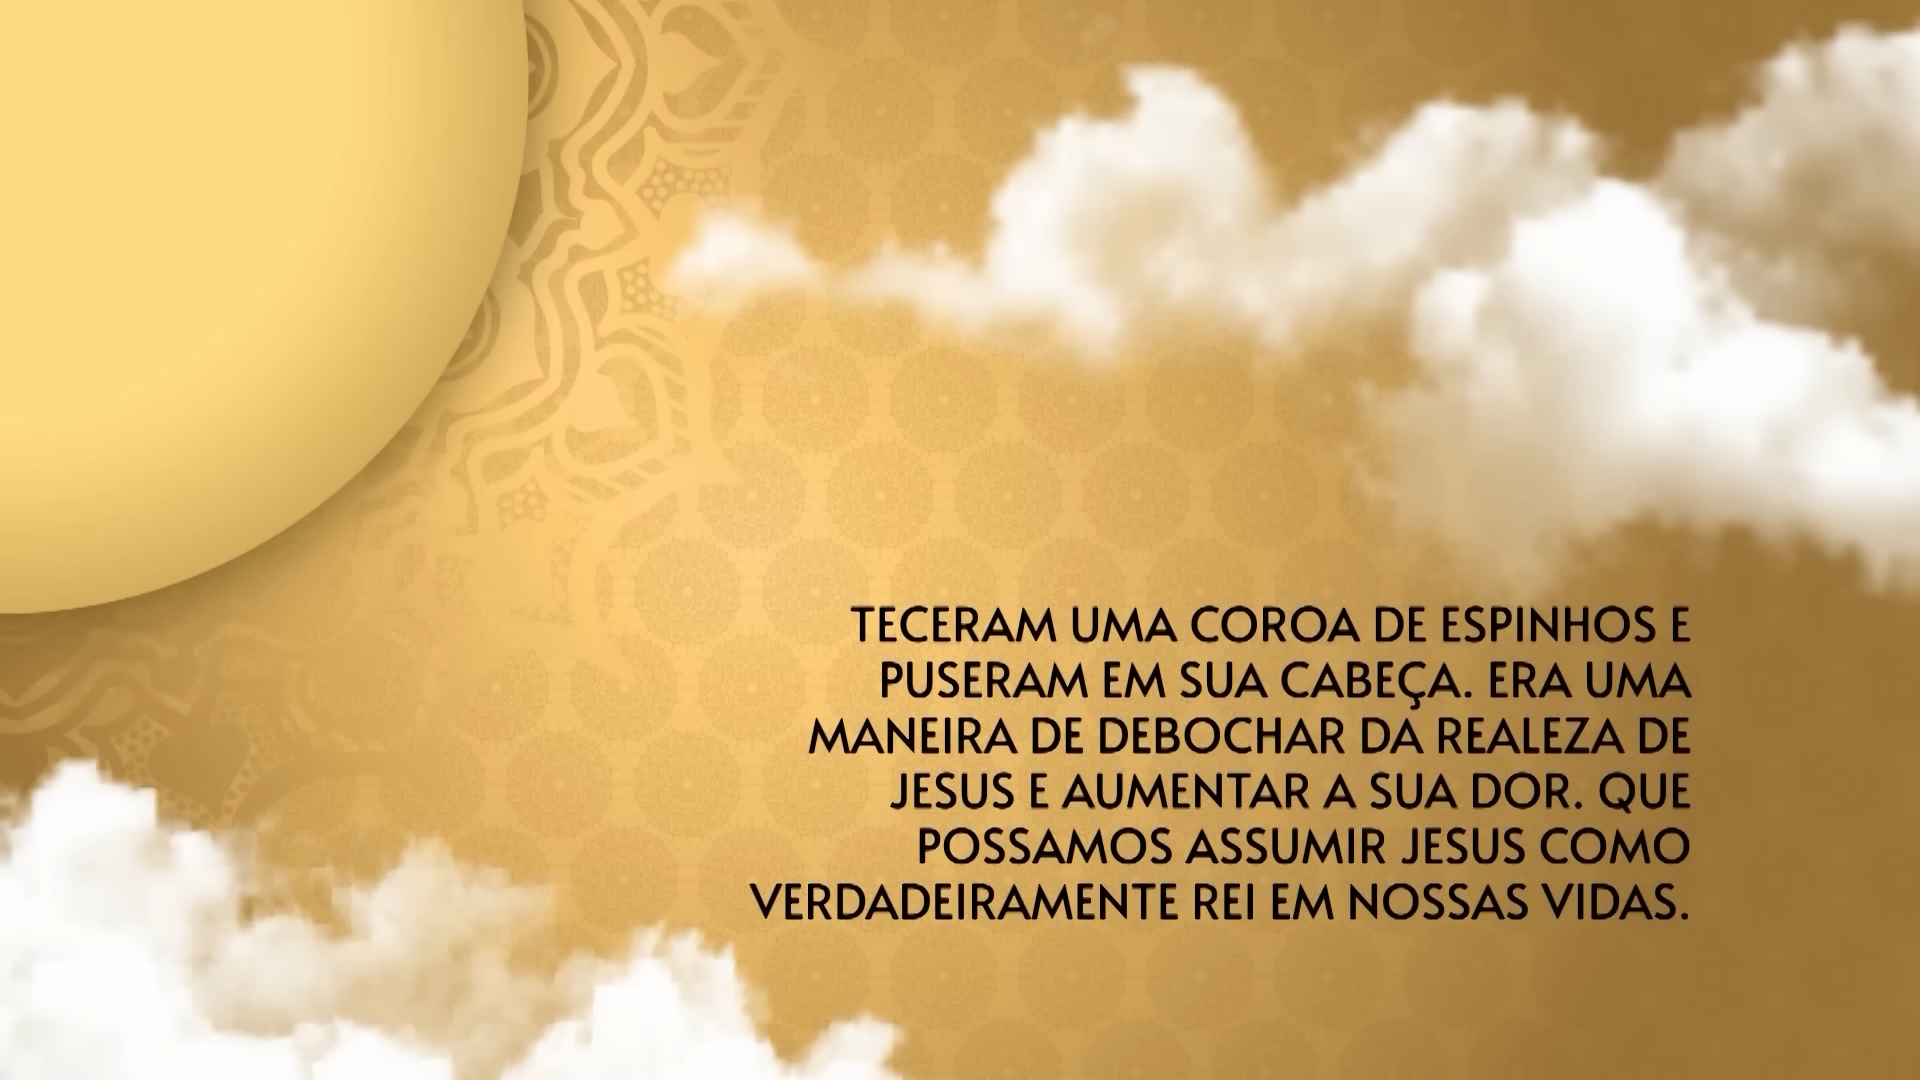 TECERAM UMA COROA DE ESPINHOS E
PUSERAM EM SUA CABEÇA. ERA UMA
MANEIRA DE DEBOCHAR DA REALEZA DE
JESUS E AUMENTAR A SUA DOR. QUE
POSSAMOS ASSUMIR JESUS COMO
VERDADEIRAMENTE REI EM NOSSAS VIDAS.